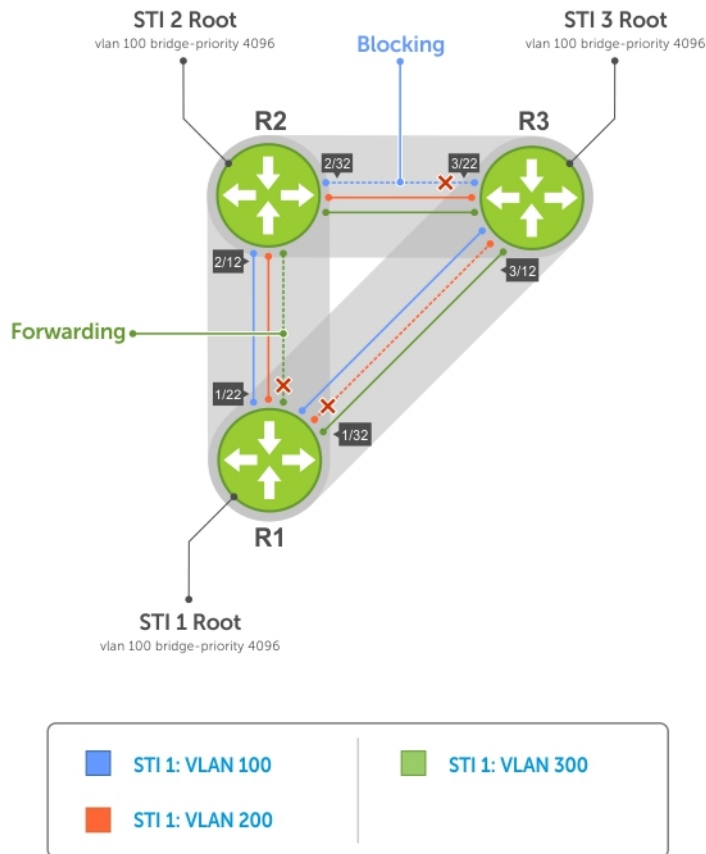 STI 2 Root
vlan 100 bridge-priority 4096
STI 3 Root
vlan 100 bridge-priority 4096
Blocking
R2
R3
2/32
3/22
2/12
3/12
Forwarding
1/22
1/32
R1
STI 1 Root
vlan 100 bridge-priority 4096
STI 1: VLAN 100
STI 1: VLAN 300
STI 1: VLAN 200